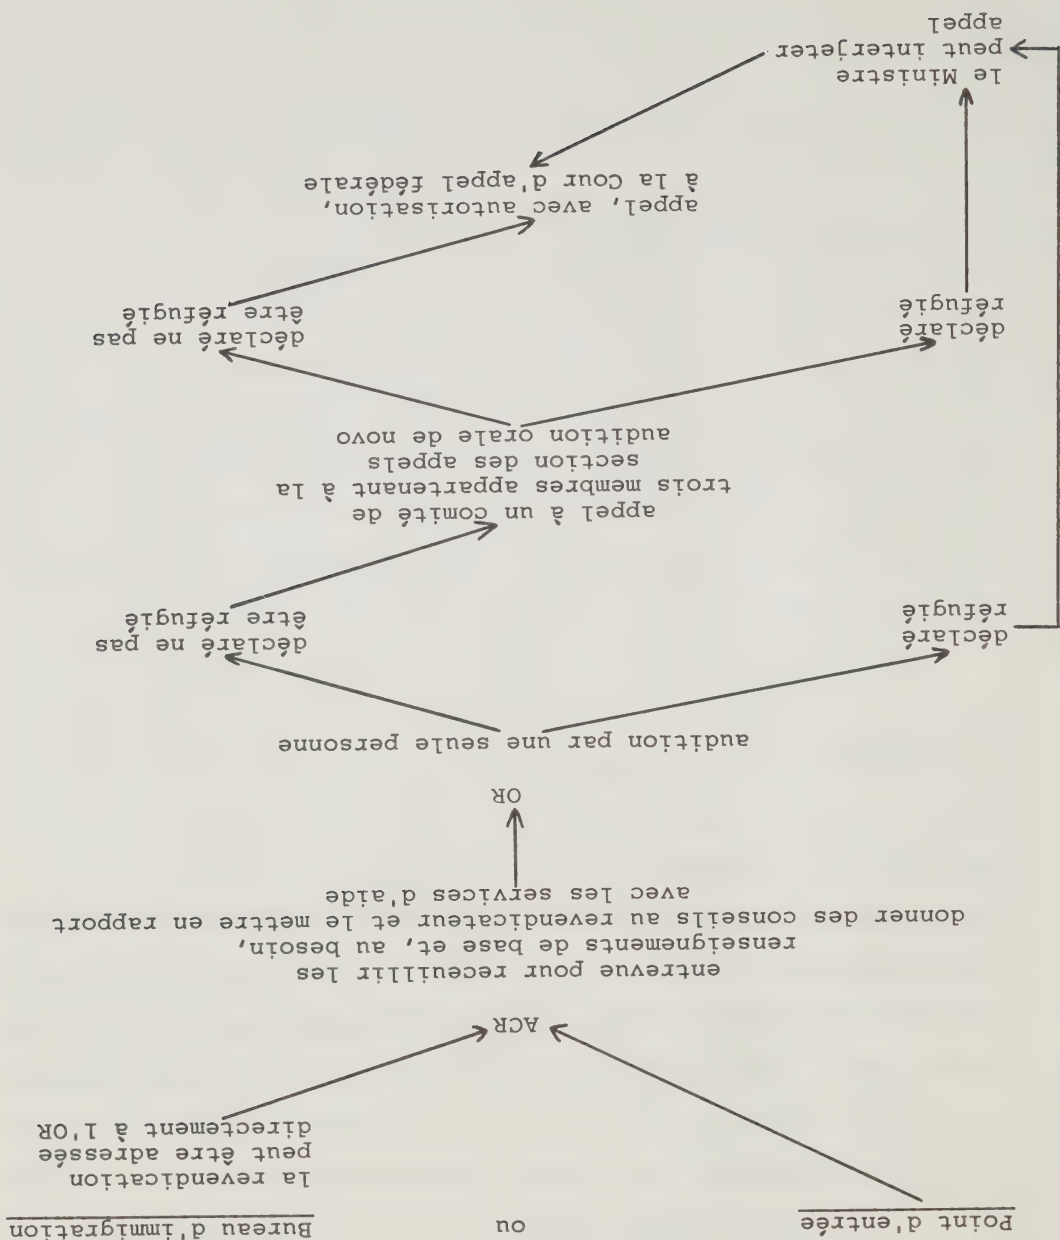 Point d'entrée ou Bureau d'immigration
la revendication
peut être adressée
directement à l'OR
ACR
entrevue pour receuillir les
renseignements de base et, au besoin,
donner des conseils au revendicateur et le mettre en rapport
avec les services d'aide
OR
audition par une seule personne
déclaré
réfugié
déclaré ne pas
être réfugié
appel à un comité de
trois membres appartenant à la
section des appels
audition orale de novo
déclaré
réfugié
déclaré ne pas
être réfugié
appel, avec autorisation,
à la Cour d'appel fédérale
le Ministre
peut interjeter
appel